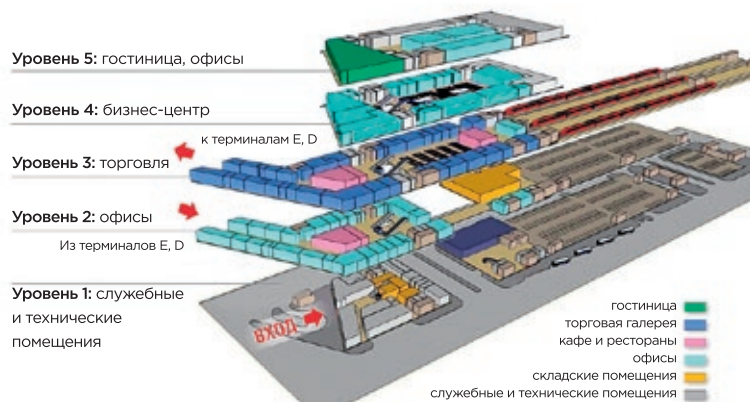 Уровень 5: гостиница, офисы
Уровень 4: бизнес-центр
к терминалам E, D
Уровень 3: торговля
Уровень 2: офисы
Из терминалов E, D
Уровень 1: служебные
и технические
помещения
ВХОД
гостиница
торговая галерея
кафе и рестораны
офисы
складские помещения
служебные и технические помещения